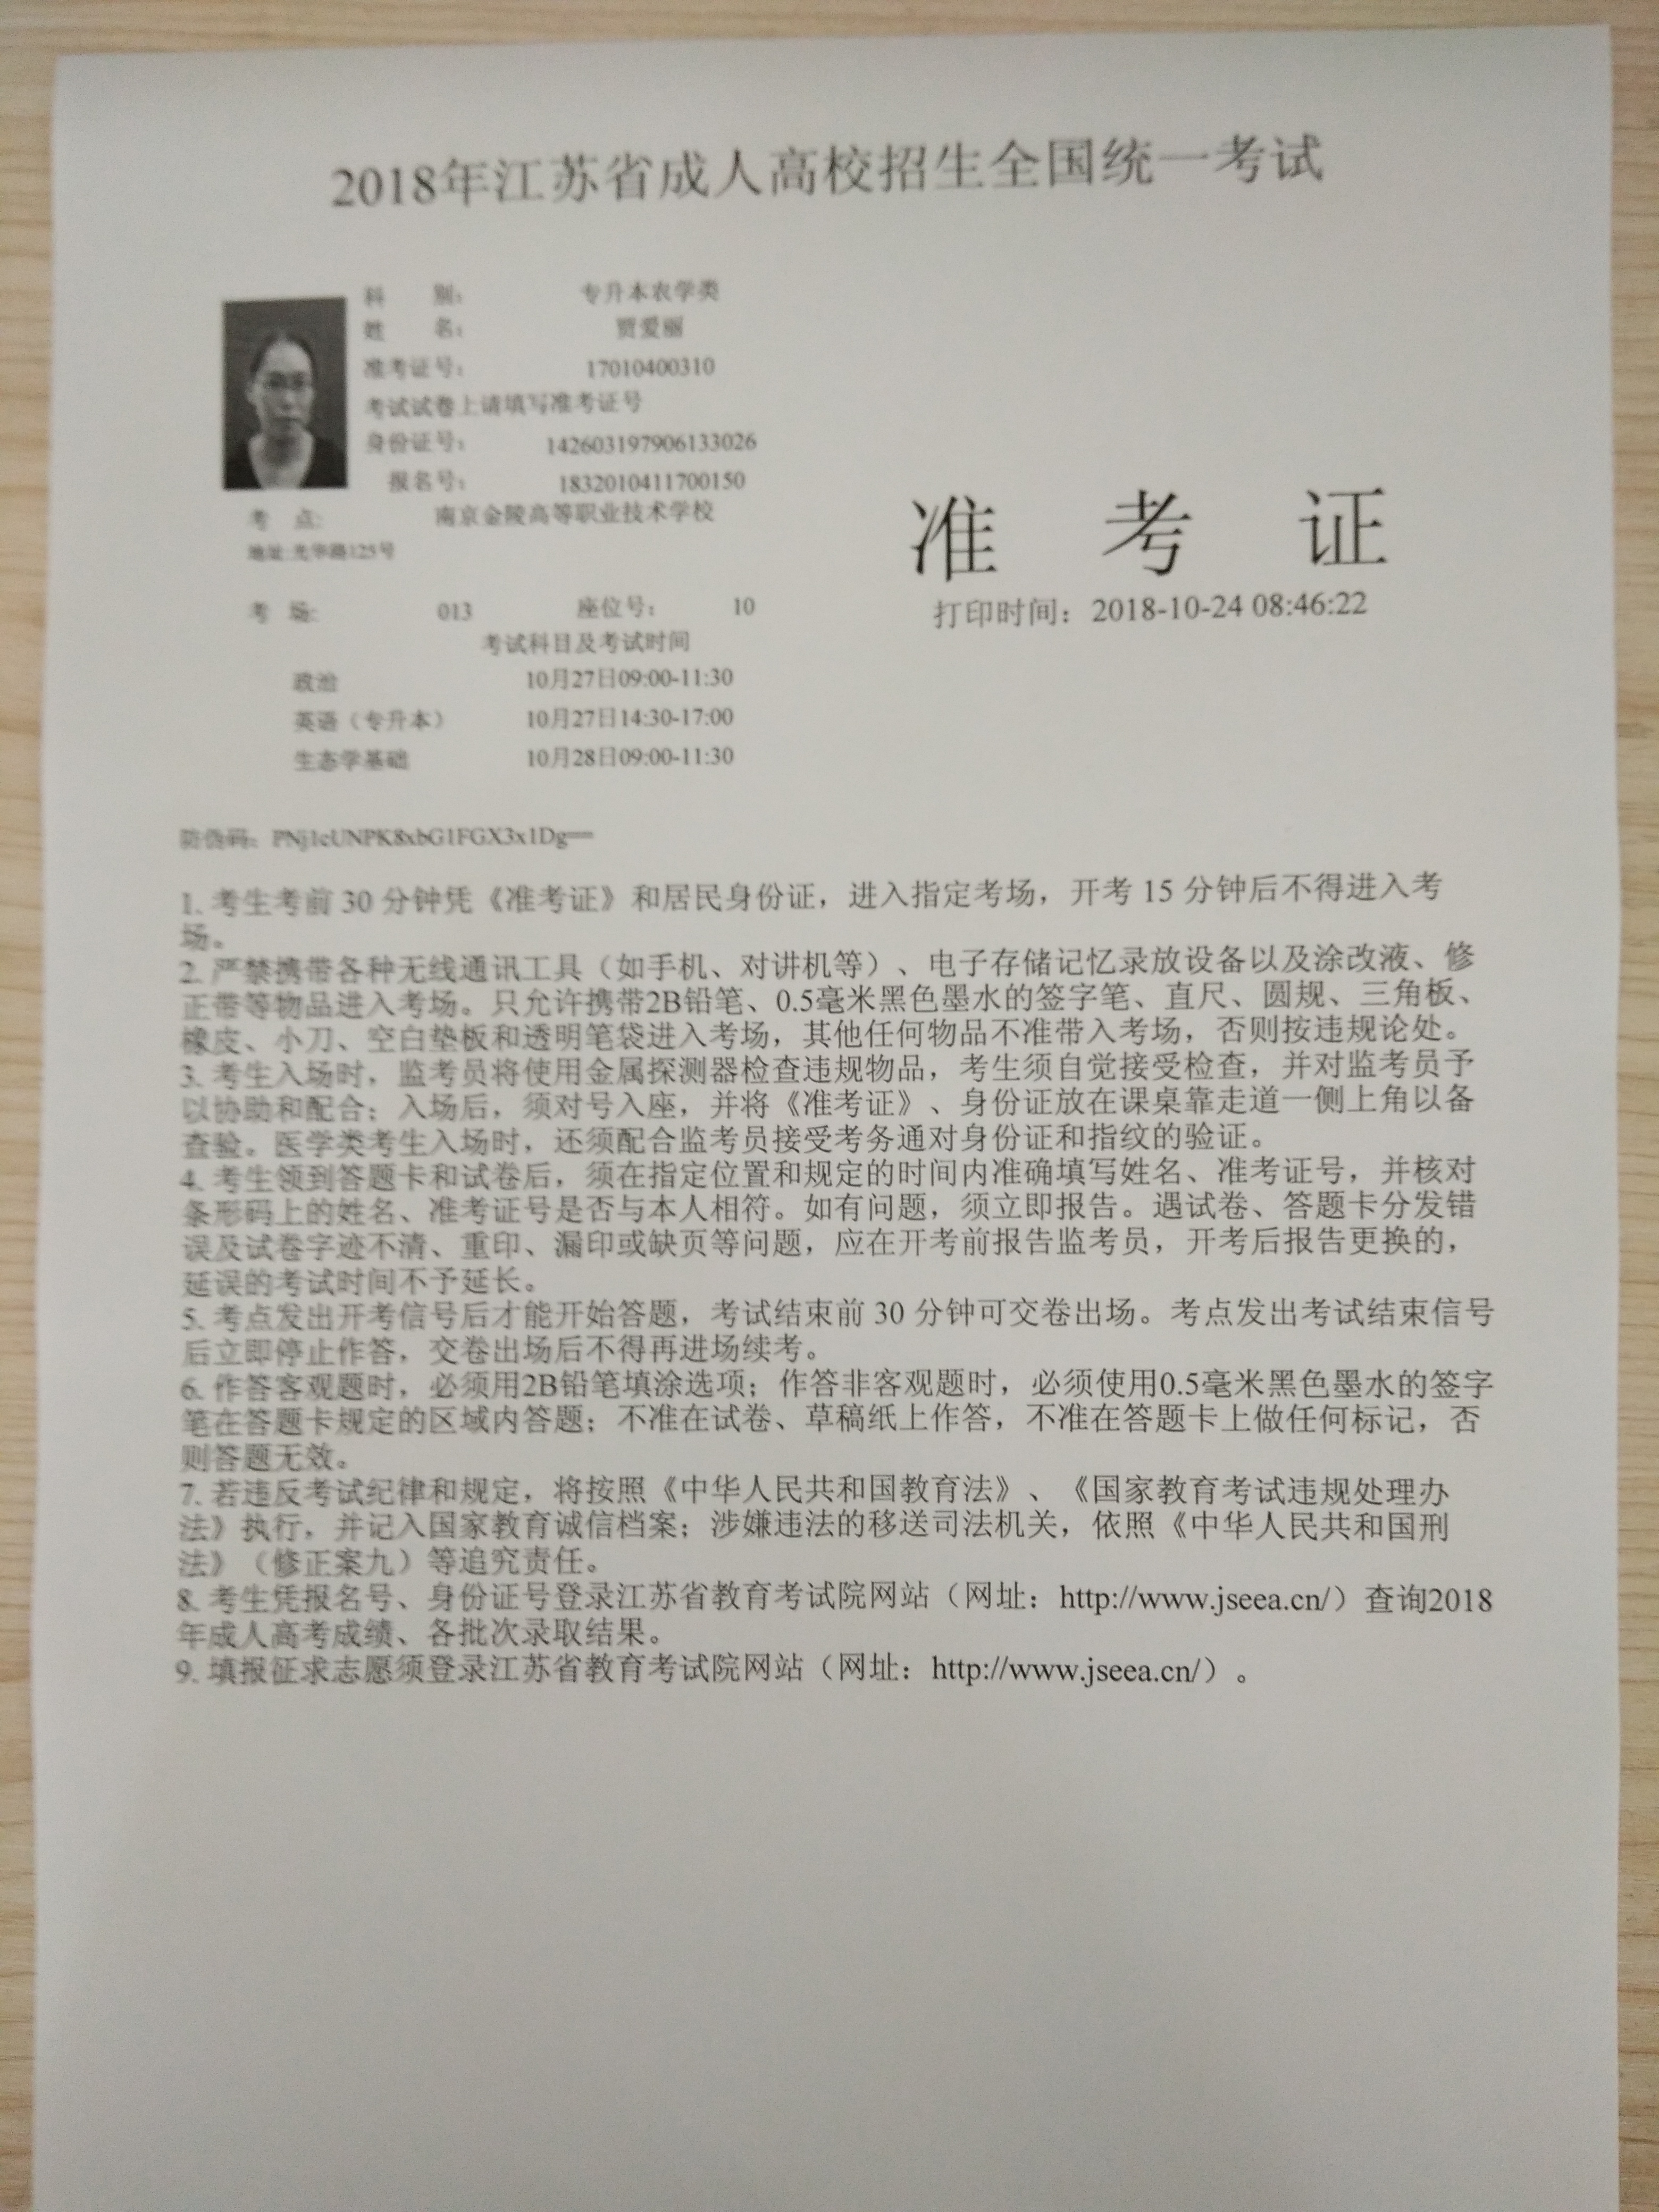 2018年江苏省成人高校招生全国统一考试
科 别: 专升本农学类
姓 名: 贾爱丽
准考证号: 17010400310
考试试卷上请填写准考证号
身份证号: 142603197906133026
报名号: 1832010411700150
考 点: 南京金陵高等职业技术学校
地址:光华路125号
准 考 证
打印时间: 2018-10-24 08:46:22
考 场: 013 座位号: 10
考试科目及考试时间
政治 10月27日09:00-11:30
英语（专升本） 10月27日14:30-17:00
生态学基础 10月28日09:00-11:30
防伪码: PNj1cUNPK8xbG1FGX3x1Dg==
1. 考生考前 30 分钟凭《准考证》和居民身份证，进入指定考场，开考 15 分钟后不得进入考
场。
2. 严禁携带各种无线通讯工具（如手机、对讲机等）、电子存储记忆录放设备以及涂改液、修
正带等物品进入考场。只允许携带2B铅笔、0.5毫米黑色墨水的签字笔、直尺、圆规、三角板、
橡皮、小刀、空白垫板和透明笔袋进入考场，其他任何物品不准带入考场，否则按违规论处。
3. 考生入场时，监考员将使用金属探测器检查违规物品，考生须自觉接受检查，并对监考员予
以协助和配合；入场后，须对号入座，并将《准考证》、身份证放在课桌靠走道一侧上角以备
查验。医学类考生入场时，还须配合监考员接受考务通对身份证和指纹的验证。
4. 考生领到答题卡和试卷后，须在指定位置和规定的时间内准确填写姓名、准考证号，并核对
条形码上的姓名、准考证号是否与本人相符。如有问题，须立即报告。遇试卷、答题卡分发错
误及试卷字迹不清、重印、漏印或缺页等问题，应在开考前报告监考员，开考后报告更换的，
延误的考试时间不予延长。
5. 考点发出开考信号后才能开始答题，考试结束前 30 分钟可交卷出场。考点发出考试结束信号
后立即停止作答，交卷出场后不得再进场续考。
6. 作答客观题时，必须用2B铅笔填涂选项；作答非客观题时，必须使用0.5毫米黑色墨水的签字
笔在答题卡规定的区域内答题；不准在试卷、草稿纸上作答，不准在答题卡上做任何标记，否
则答题无效。
7. 若违反考试纪律和规定，将按照《中华人民共和国教育法》、《国家教育考试违规处理办
法》执行，并记入国家教育诚信档案；涉嫌违法的移送司法机关，依照《中华人民共和国刑
法》（修正案九）等追究责任。
8. 考生凭报名号、身份证号登录江苏省教育考试院网站（网址：http://www.jseea.cn/）查询2018
年成人高考成绩、各批次录取结果。
9. 填报征求志愿须登录江苏省教育考试院网站（网址：http://www.jseea.cn/）。